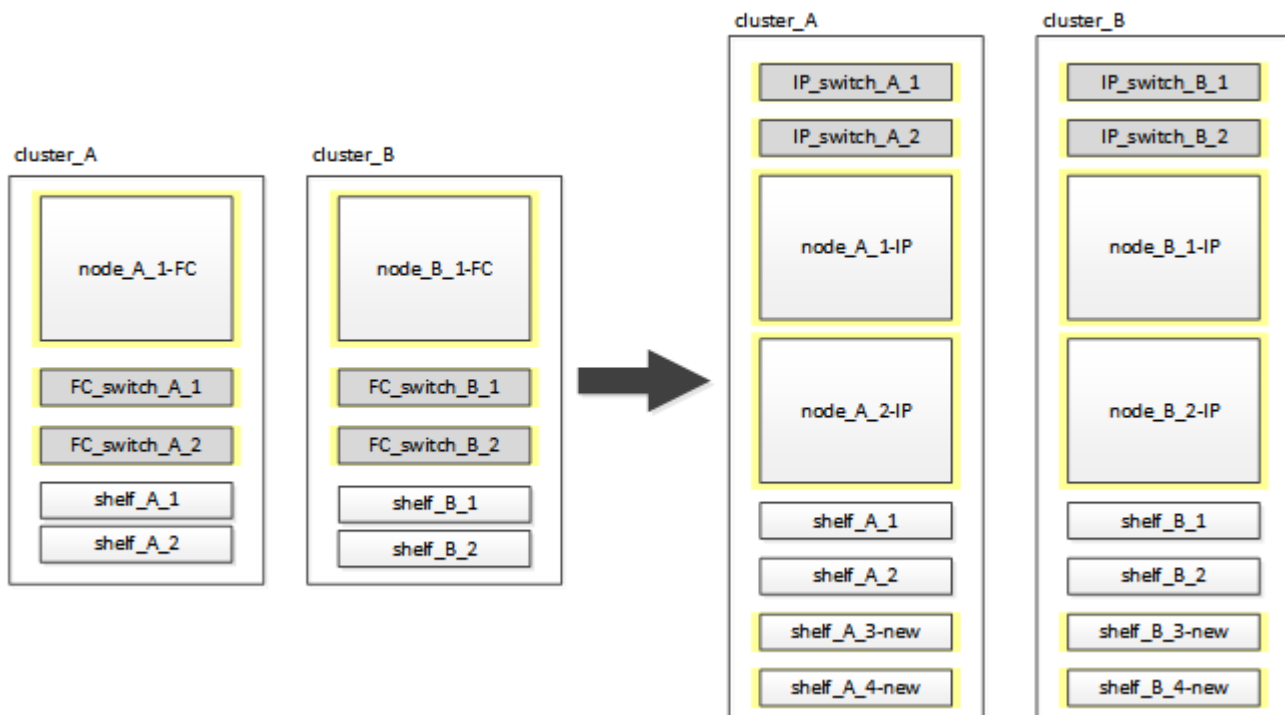 cluster_A
node_A_1-FC
FC_switch_A_1
FC_switch_A_2
shelf_A_1
shelf_A_2
cluster_B
node_B_1-FC
FC_switch_B_1
FC_switch_B_2
shelf_B_1
shelf_B_2
cluster_A
IP_switch_A_1
IP_switch_A_2
node_A_1-IP
node_A_2-IP
shelf_A_1
shelf_A_2
shelf_A_3-new
shelf_A_4-new
cluster_B
IP_switch_B_1
IP_switch_B_2
node_B_1-IP
node_B_2-IP
shelf_B_1
shelf_B_2
shelf_B_3-new
shelf_B_4-new